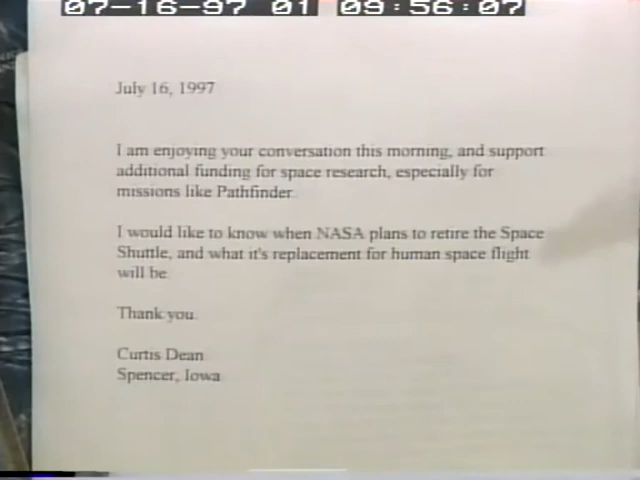 07-16-97 01 09:56:07
July 16, 1997
I am enjoying your conversation this morning, and support
additional funding for space research, especially for
missions like Pathfinder.
I would like to know when NASA plans to retire the Space
Shuttle, and what it's replacement for human space flight
will be.
Thank you.
Curtis Dean
Spencer, Iowa